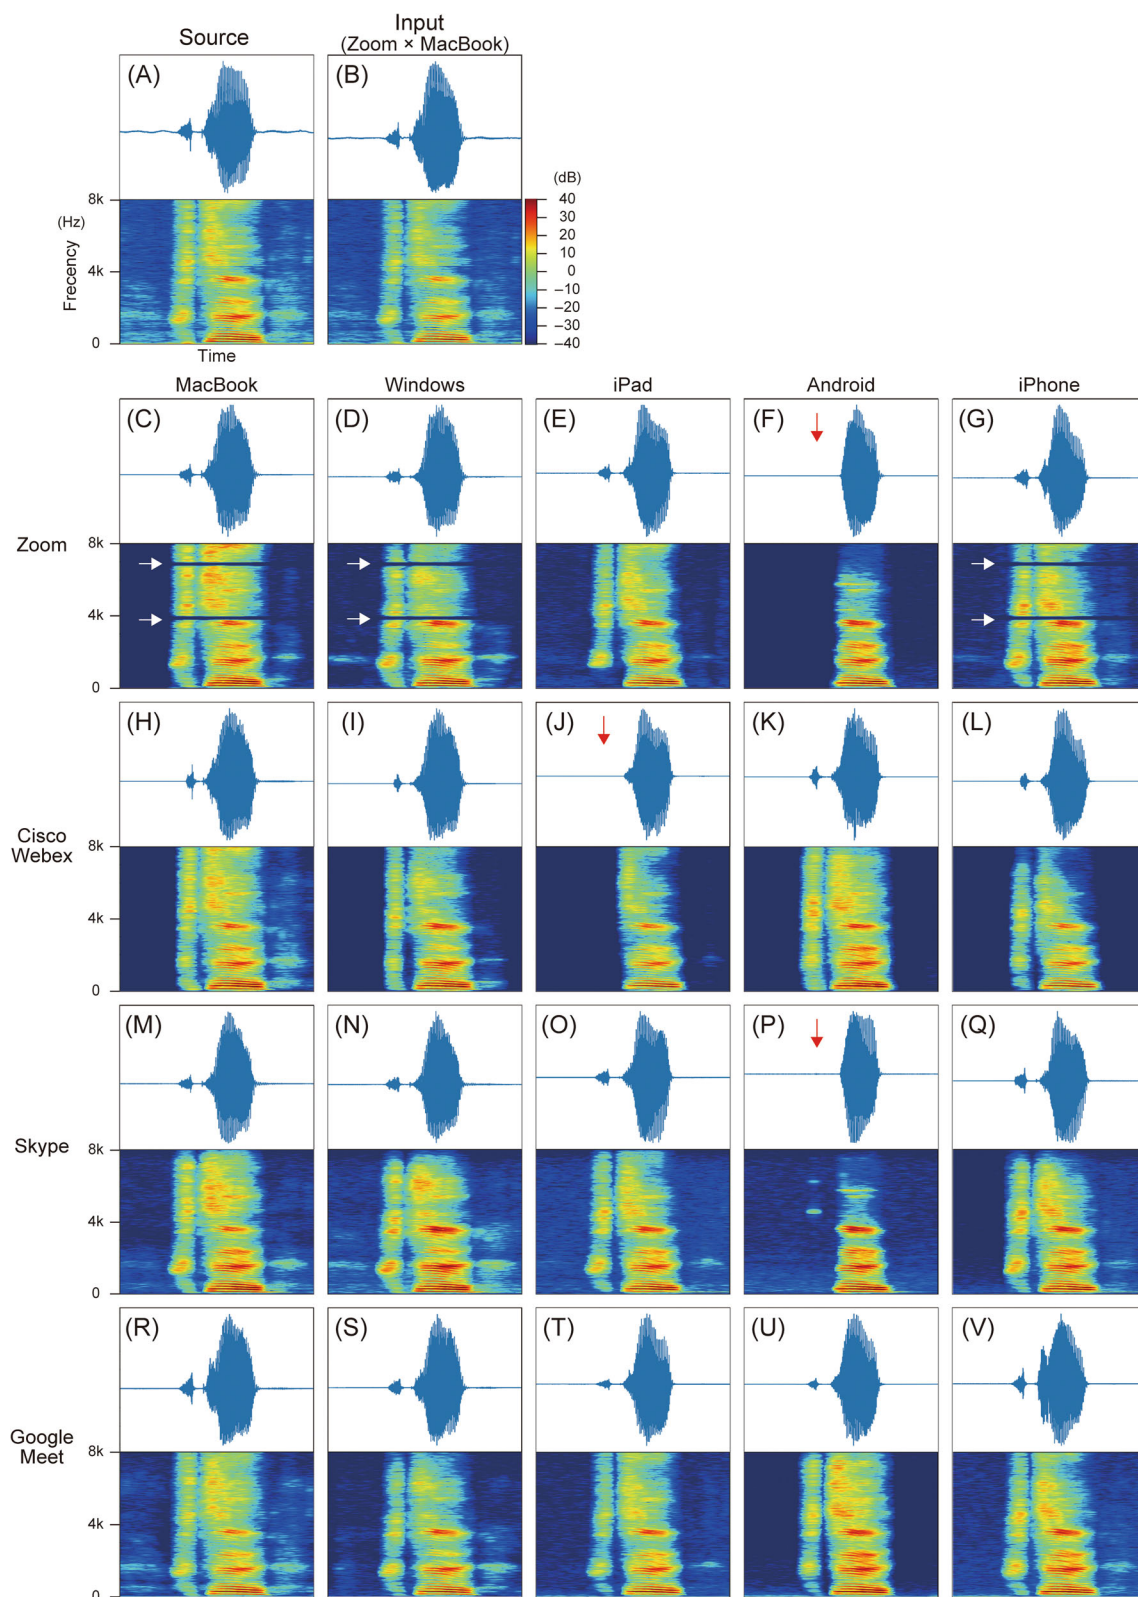 Source
Input
(Zoom × MacBook)
(A)
(B)
(dB)
8k
(Hz)
Frecency
4k
0
Time
40
30
20
10
0
−10
−20
−30
−40
MacBook
Windows
iPad
Android
iPhone
(C)
(D)
(E)
(F)
(G)
Zoom
8k
4k
0
(H)
(I)
(J)
(K)
(L)
Cisco
Webex
8k
4k
0
(M)
(N)
(O)
(P)
(Q)
Skype
8k
4k
0
(R)
(S)
(T)
(U)
(V)
Google
Meet
8k
4k
0